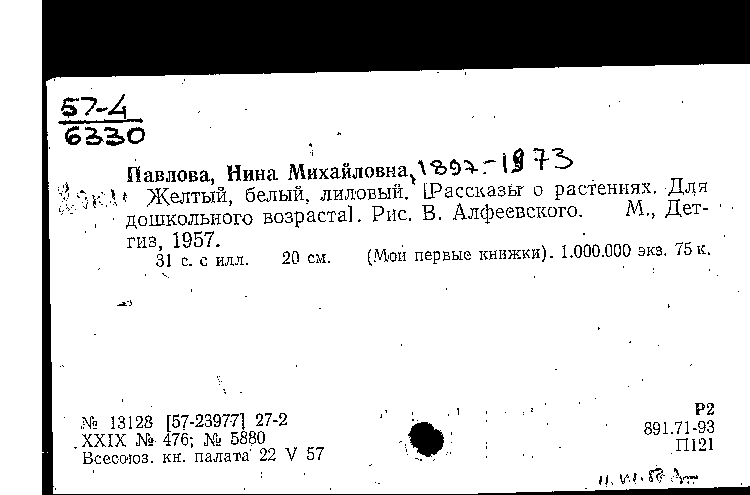 57-4
6330
Павлова, Нина Михайловна, 1897-1973
Желтый, белый, лиловый. [Рассказы о растениях. Для
дошкольного возраста]. Рис. В. Алфеевского. М., Дет-
гиз, 1957.
31 с. с илл. 20 см. (Мои первые книжки). 1.000.000 экз. 75 к.
№ 13128 [57-23977] 27-2
XXIX № 476; № 5880
Всесоюз. кн. палата 22 V 57
Р2
891.71-93
П121